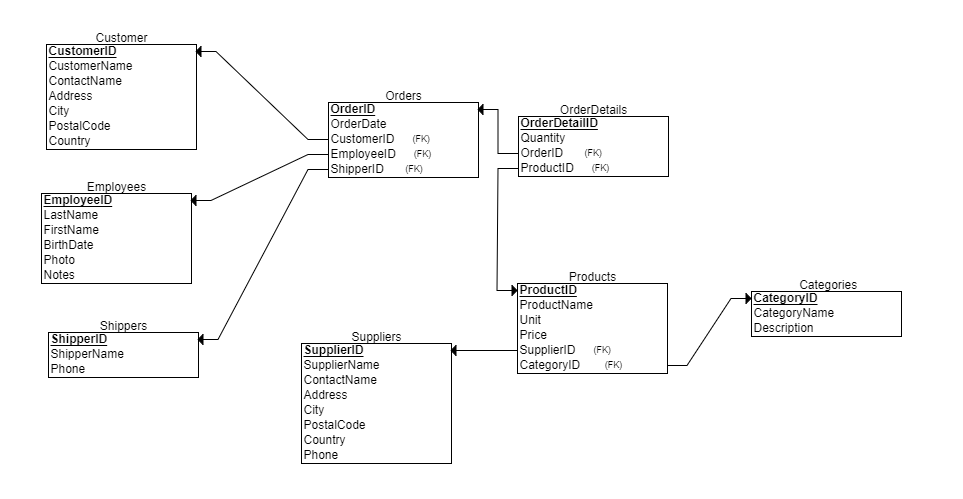 Customer
CustomerID
CustomerName
ContactName
Address
City
PostalCode
Country
Orders
OrderID
OrderDate
CustomerID (FK)
EmployeeID (FK)
ShipperID (FK)
OrderDetails
OrderDetailID
Quantity
OrderID (FK)
ProductID (FK)
Employees
EmployeeID
LastName
FirstName
BirthDate
Photo
Notes
Shippers
ShipperID
ShipperName
Phone
Suppliers
SupplierID
SupplierName
ContactName
Address
City
PostalCode
Country
Phone
Products
ProductID
ProductName
Unit
Price
SupplierID (FK)
CategoryID (FK)
Categories
CategoryID
CategoryName
Description